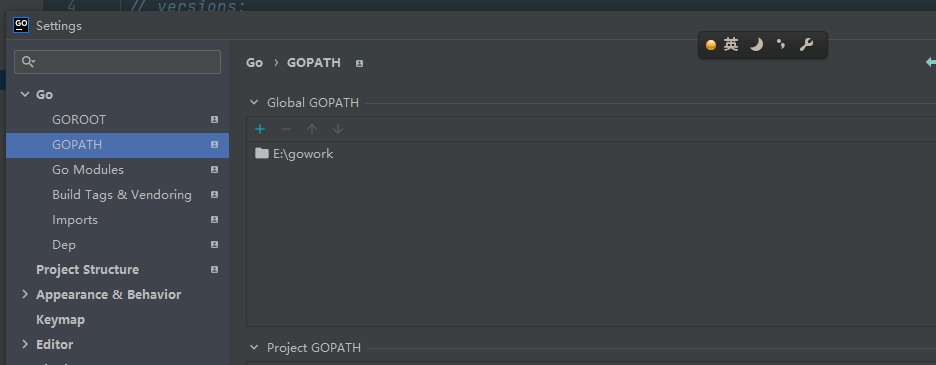 4 // versions:
GO Settings
英
Go › GOPATH
Go
GOROOT
GOPATH
Go Modules
Build Tags & Vendoring
Imports
Dep
Project Structure
Appearance & Behavior
Keymap
Editor
Global GOPATH
E:\gowork
Project GOPATH